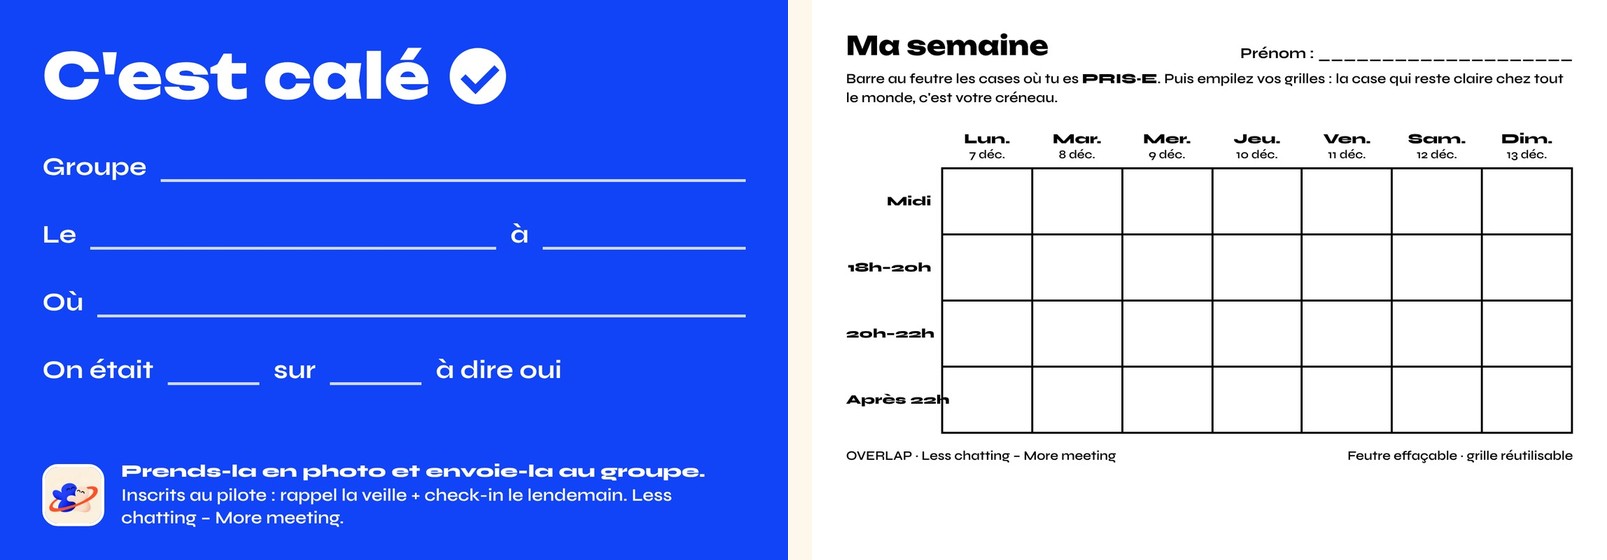 C'est calé
Groupe
Le à
Où
On était sur à dire oui
Prends-la en photo et envoie-la au groupe.
Inscrits au pilote : rappel la veille + check-in le lendemain. Less
chatting – More meeting.
Ma semaine
Prénom : ____________________
Barre au feutre les cases où tu es PRIS·E. Puis empilez vos grilles : la case qui reste claire chez tout
le monde, c'est votre créneau.
Lun. Mar. Mer. Jeu. Ven. Sam. Dim.
7 déc. 8 déc. 9 déc. 10 déc. 11 déc. 12 déc. 13 déc.
Midi
18h-20h
20h-22h
Après 22h
OVERLAP · Less chatting – More meeting
Feutre effaçable · grille réutilisable